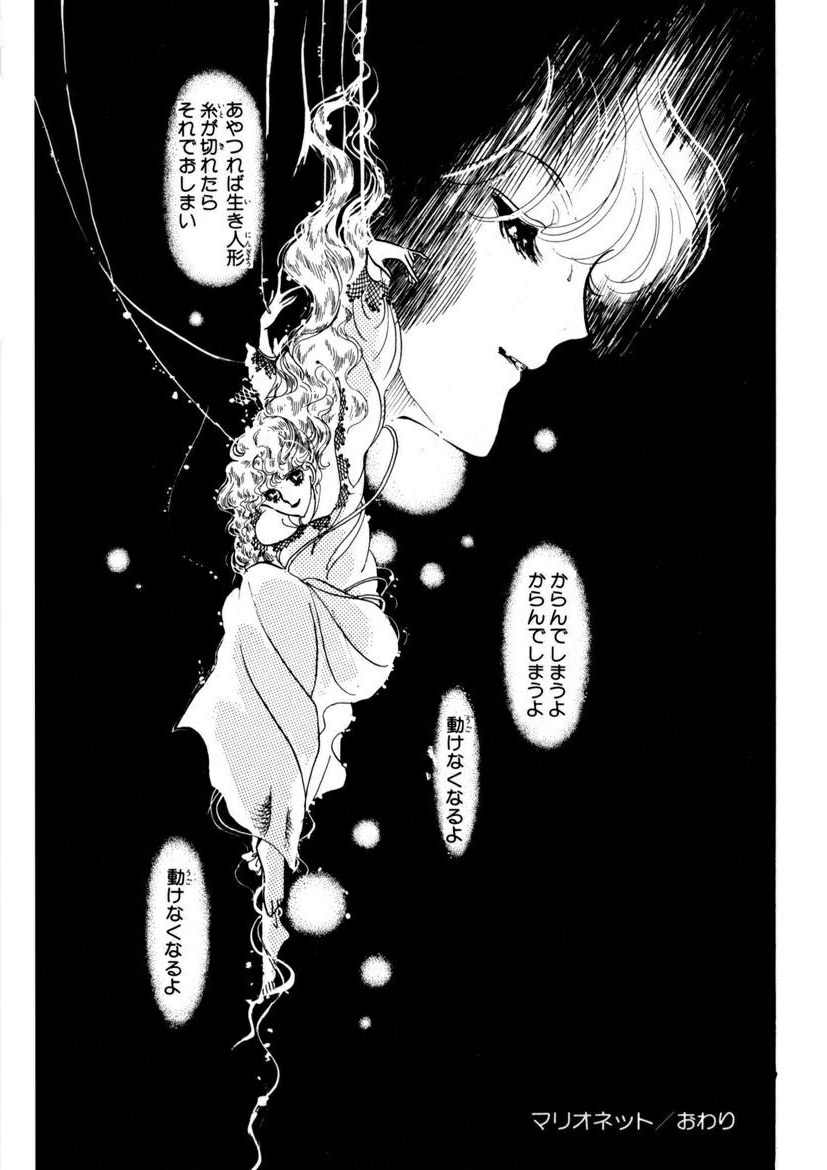 からんでしまうよ
からんでしまうよ
動けなくなるよ
あやつれば生き人形
糸が切れたら
それでおしまい
動けなくなるよ
マリオネット／おわり